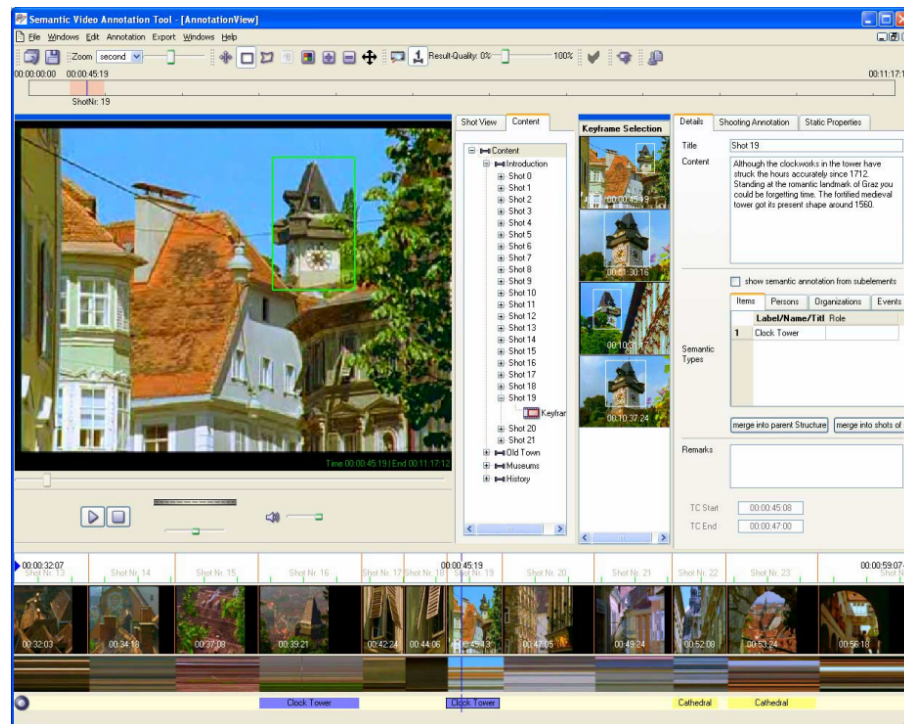 Semantic Video Annotation Tool - [AnnotationView]
File Windows Edit Annotation Export Windows Help
Zoom second Result-Quality: 0% 100%
00:00:00:00 00:00:45:19
ShotNr: 19
Shot View Content
Content
Introduction
Shot 0
Shot 1
Shot 2
Shot 3
Shot 4
Shot 5
Shot 6
Shot 7
Shot 8
Shot 9
Shot 10
Shot 11
Shot 12
Shot 13
Shot 14
Shot 15
Shot 16
Shot 17
Shot 18
Shot 19
Keyfrar
Shot 20
Shot 21
Old Town
Museums
History
Time 00:00:45:19 | End 00:11:17:12
Keyframe Selection
00:00:45:19
00:01:30:16
00:10:37:24
Details Shooting Annotation Static Properties
Title Shot 19
Content
Although the clockworks in the tower have
struck the hours accurately since 1712.
Standing at the romantic landmark of Graz you
could be forgetting time. The fortified medieval
tower got its present shape around 1560.
show semantic annotation from subelements
Items Persons Organizations Events
Label/Name/Titl Role
1 Clock Tower
Semantic
Types
merge into parent Structure merge into shots of
Remarks
TC Start 00:00:45:08
TC End 00:00:47:00
00:00:32:07 00:00:45:19
Shot Nr. 13 Shot Nr. 14 Shot Nr. 15 Shot Nr. 16 Shot Nr. 17 Shot Nr. 18 Shot Nr. 19 Shot Nr. 20 Shot Nr. 21 Shot Nr. 22 Shot Nr. 23
00:32:03 00:34:18 00:37:08 00:39:21 00:42:24 00:44:06 00:45:13 00:47:05 00:49:24 00:52:08 00:53:24 00:56:18
Clock Tower Clock Tower Cathedral Cathedral